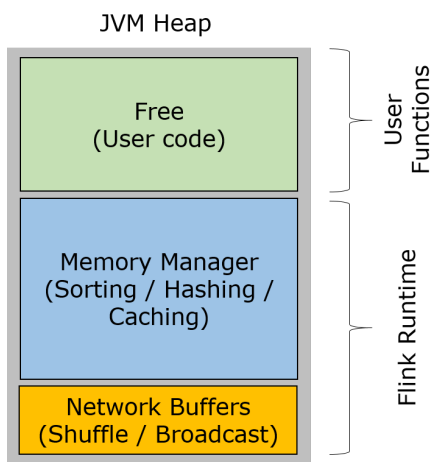 JVM Heap
Free
(User code)
User
Functions
Memory Manager
(Sorting / Hashing /
Caching)
Flink Runtime
Network Buffers
(Shuffle / Broadcast)